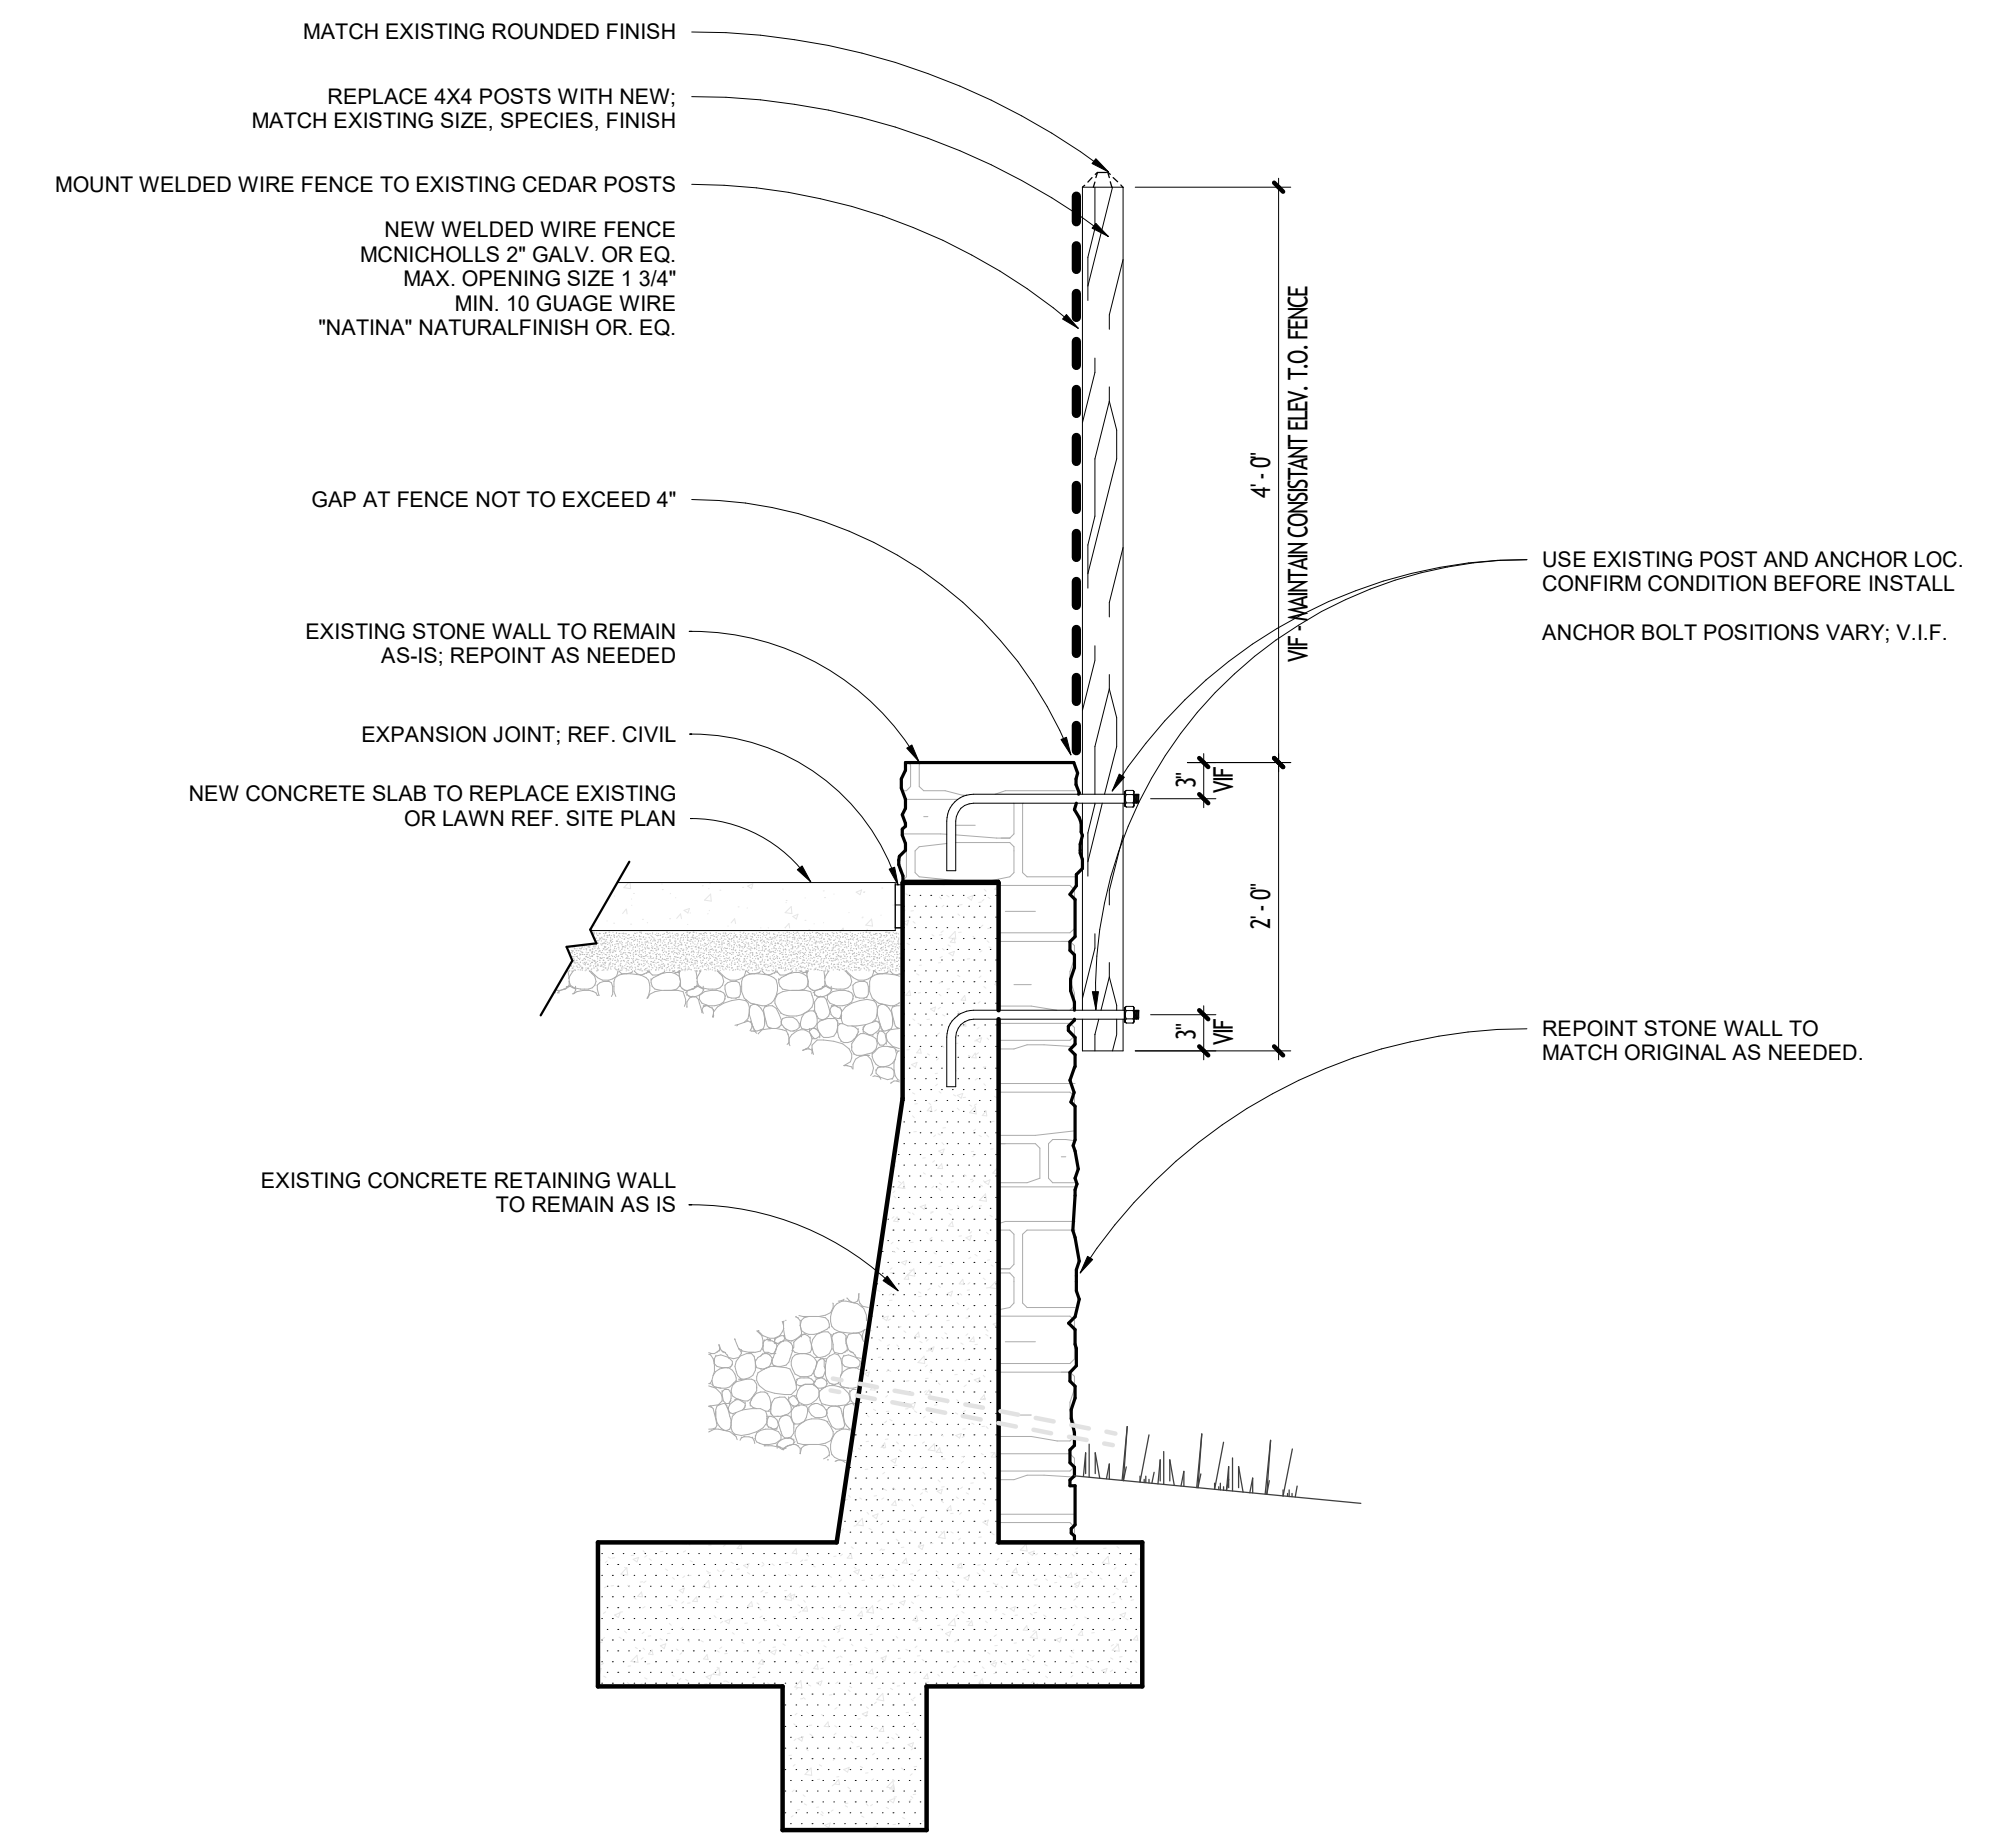 MATCH EXISTING ROUNDED FINISH
REPLACE 4X4 POSTS WITH NEW;
MATCH EXISTING SIZE, SPECIES, FINISH
MOUNT WELDED WIRE FENCE TO EXISTING CEDAR POSTS
NEW WELDED WIRE FENCE
MCNICHOLLS 2" GALV. OR EQ.
MAX. OPENING SIZE 1 3/4"
MIN. 10 GUAGE WIRE
"NATINA" NATURALFINISH OR. EQ.
GAP AT FENCE NOT TO EXCEED 4"
EXISTING STONE WALL TO REMAIN
AS-IS; REPOINT AS NEEDED
EXPANSION JOINT; REF. CIVIL
NEW CONCRETE SLAB TO REPLACE EXISTING
OR LAWN REF. SITE PLAN
EXISTING CONCRETE RETAINING WALL
TO REMAIN AS IS
4' - 0"
VIF - MAINTAIN CONSISTANT ELEV. T.O. FENCE
3"
VIF
2' - 0"
3"
VIF
USE EXISTING POST AND ANCHOR LOC.
CONFIRM CONDITION BEFORE INSTALL
ANCHOR BOLT POSITIONS VARY; V.I.F.
REPOINT STONE WALL TO
MATCH ORIGINAL AS NEEDED.